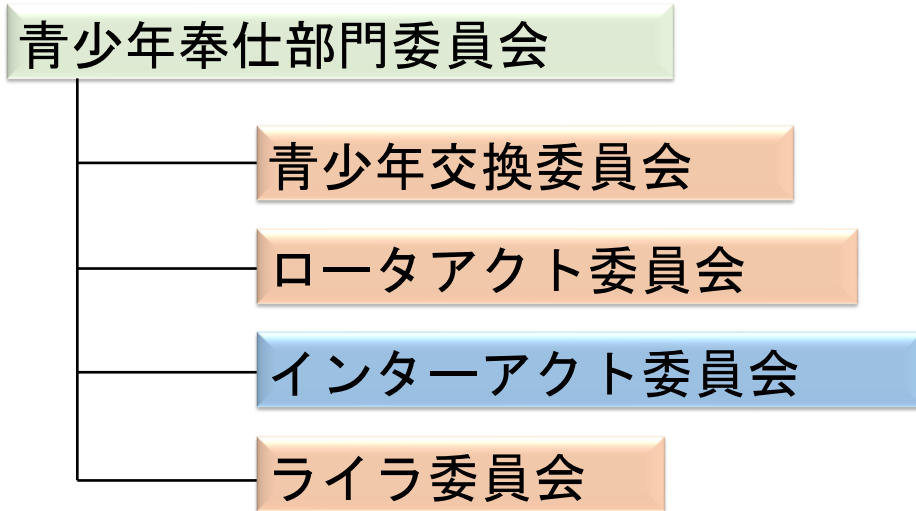 青少年奉仕部門委員会
青少年交換委員会
ロータアクト委員会
インターアクト委員会
ライラ委員会